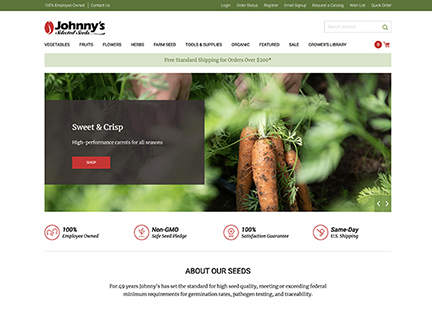 100% Employee Owned | Contact Us
Login Order Status Register Email Signup Request a Catalog Wish List Quick Order
Johnny's
Selected Seeds
Search
VEGETABLES FRUITS FLOWERS HERBS FARM SEED TOOLS & SUPPLIES ORGANIC FEATURED SALE GROWER'S LIBRARY
0
Free Standard Shipping for Orders Over $200*
Sweet & Crisp
High-performance carrots for all seasons
SHOP
100%
Employee Owned
Non-GMO
Safe Seed Pledge
100%
Satisfaction Guarantee
Same-Day
U.S. Shipping
ABOUT OUR SEEDS
For 49 years Johnny's has set the standard for high seed quality, meeting or exceeding federal
minimum requirements for germination rates, pathogen testing, and traceability.